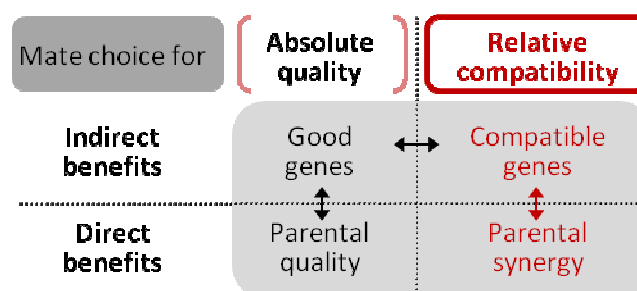 Mate choice for
Absolute
quality
Relative
compatibility
Indirect
benefits
Good
genes
Compatible
genes
Direct
benefits
Parental
quality
Parental
synergy